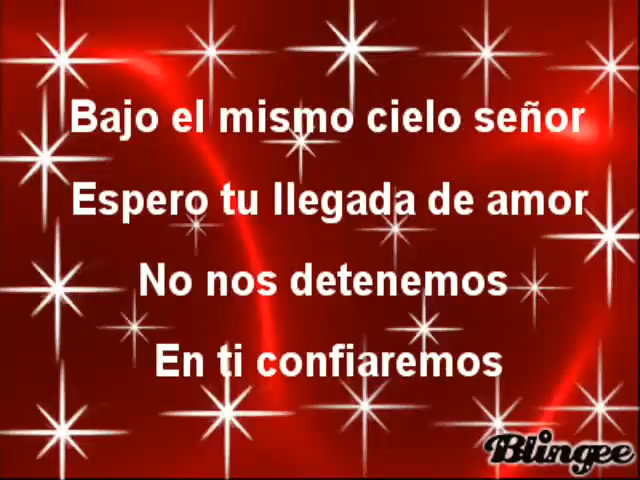 Bajo el mismo cielo señor
Espero tu llegada de amor
No nos detenemos
En ti confiaremos
Blingee